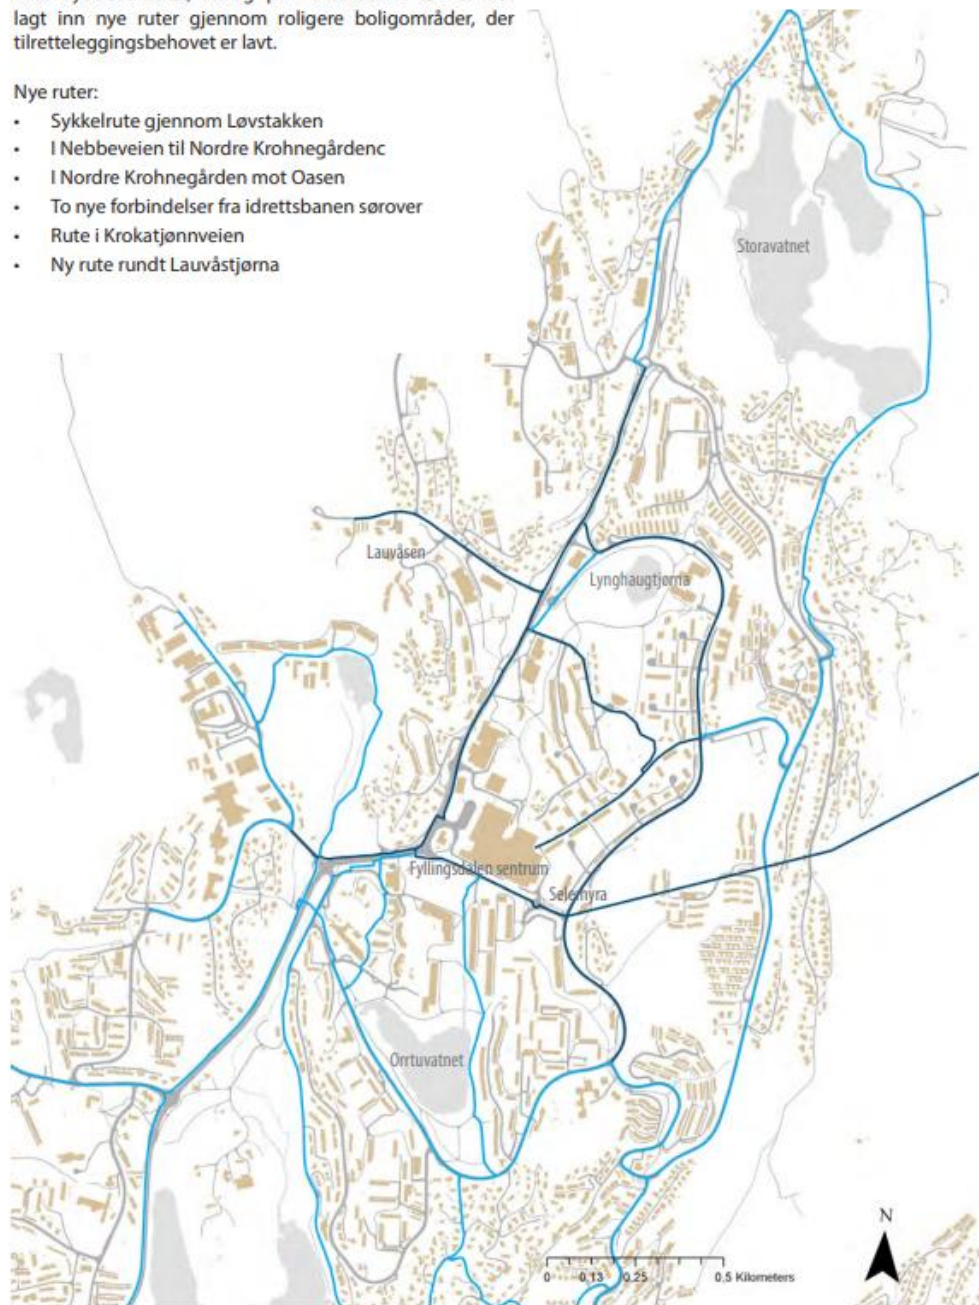 lagt inn nye ruter gjennom roligere boligområder, der
tilretteleggingsbehovet er lavt.
Nye ruter:
• Sykkelrute gjennom Løvstakken
• I Nebbeveien til Nordre Krohnegårdenc
• I Nordre Krohnegården mot Oasen
• To nye forbindelser fra idrettsbanen sørover
• Rute i Krokatjønnveien
• Ny rute rundt Lauvåstjørna
Storavatnet
Lauvåsen
Lynghaugtjørna
Fyllingsdalen sentrum
Selemyra
Orrtuvatnet
N
0 0,13 0,25 0,5 Kilometers